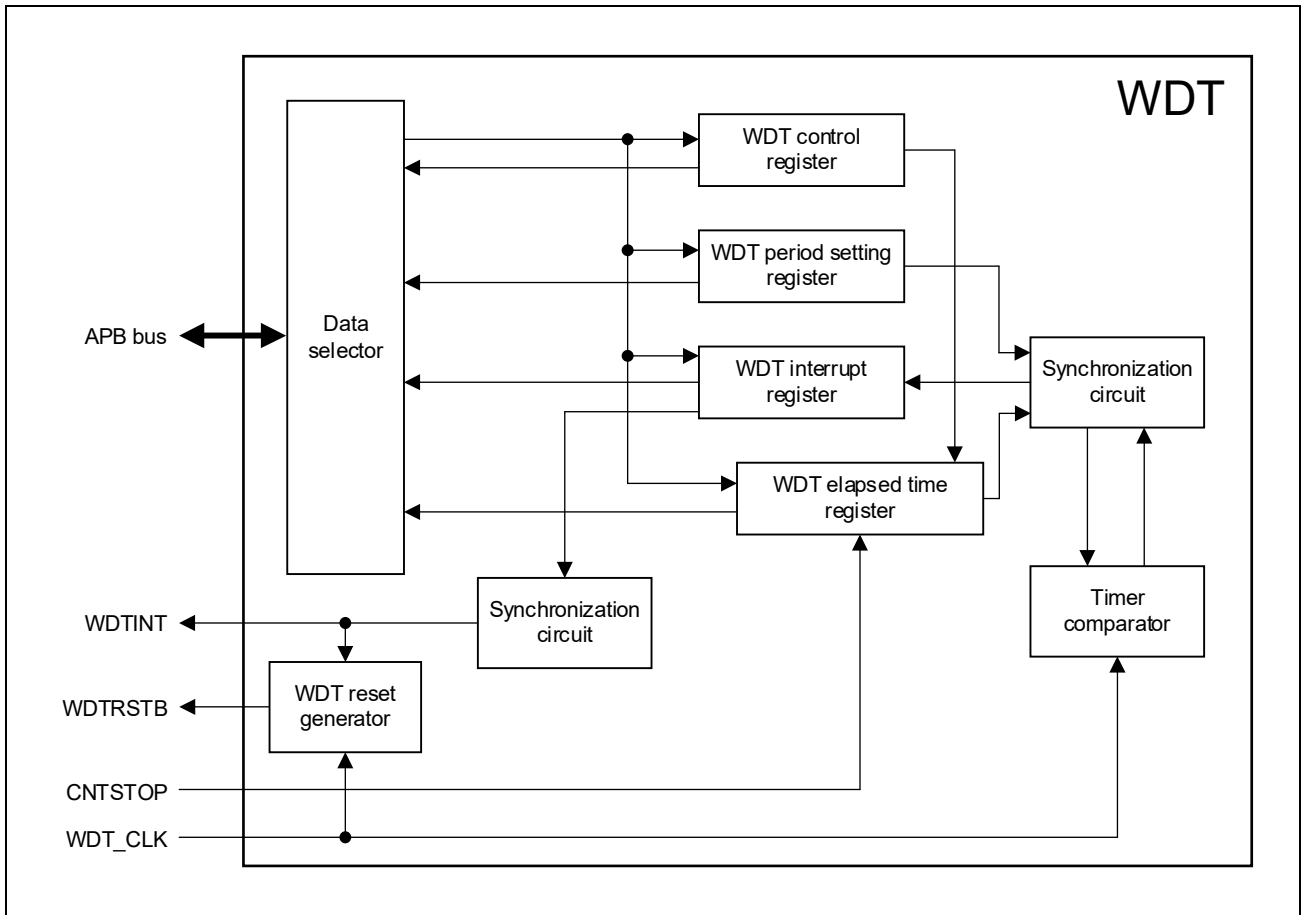 WDT
WDT control
register
WDT period setting
register
APB bus
Data
selector
WDT interrupt
register
Synchronization
circuit
WDT elapsed time
register
WDTINT
Synchronization
circuit
Timer
comparator
WDT reset
generator
WDTRSTB
CNTSTOP
WDT_CLK